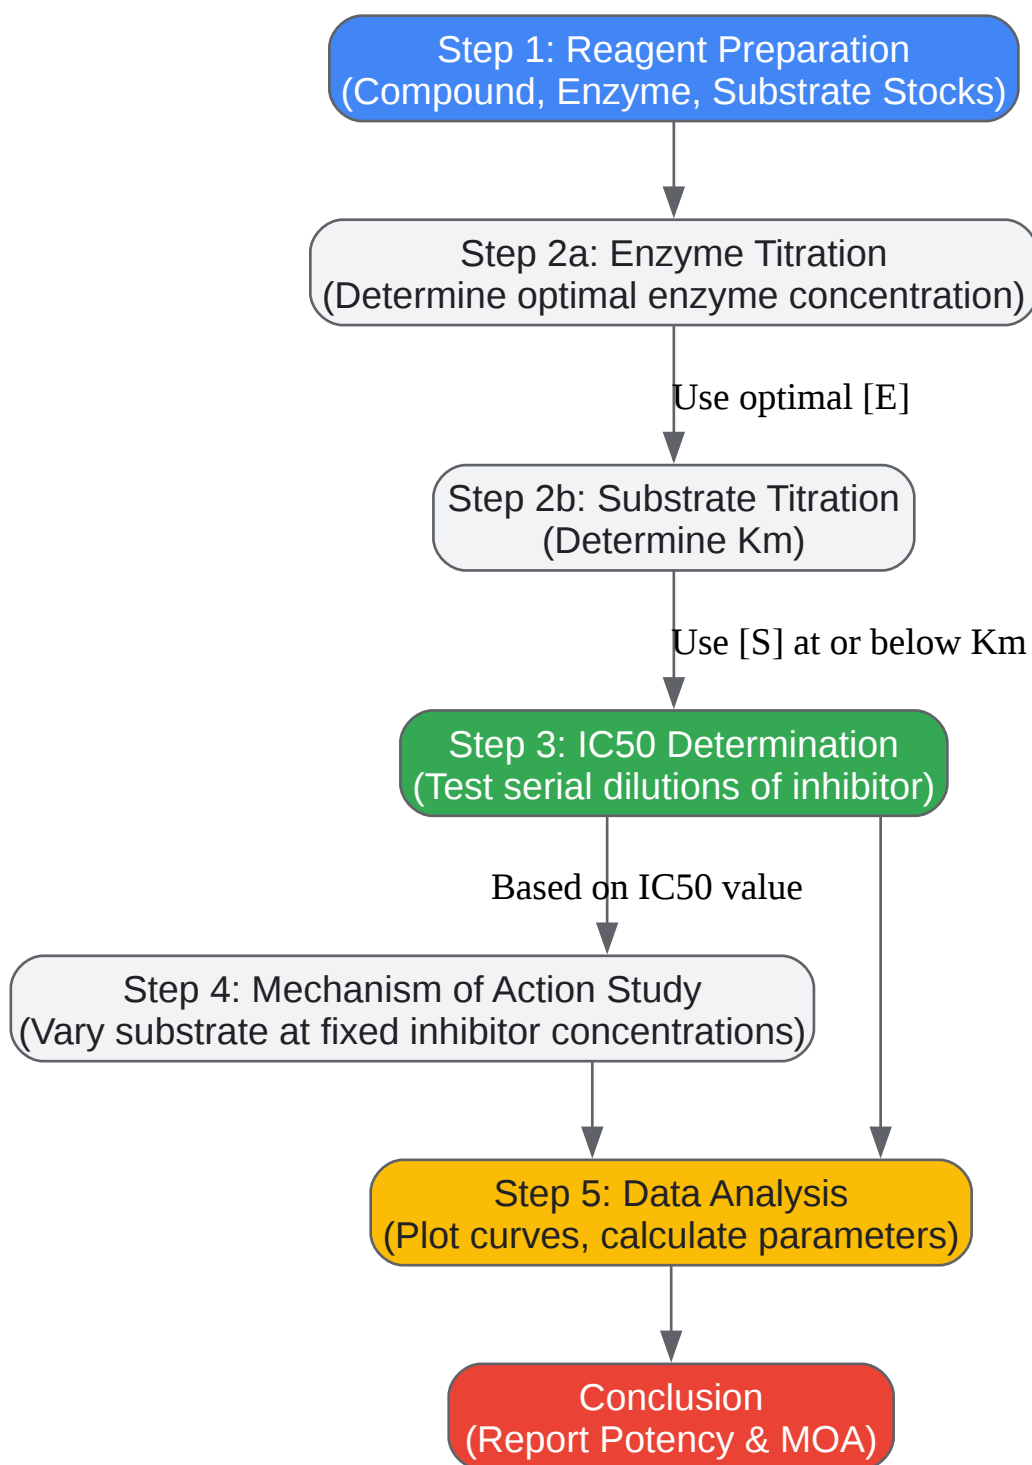 Step 1: Reagent Preparation
(Compound, Enzyme, Substrate Stocks)
Step 2a: Enzyme Titration
(Determine optimal enzyme concentration)
Use optimal [E]
Step 2b: Substrate Titration
(Determine Km)
Use [S] at or below Km
Step 3: IC50 Determination
(Test serial dilutions of inhibitor)
Based on IC50 value
Step 4: Mechanism of Action Study
(Vary substrate at fixed inhibitor concentrations)
Step 5: Data Analysis
(Plot curves, calculate parameters)
Conclusion
(Report Potency & MOA)